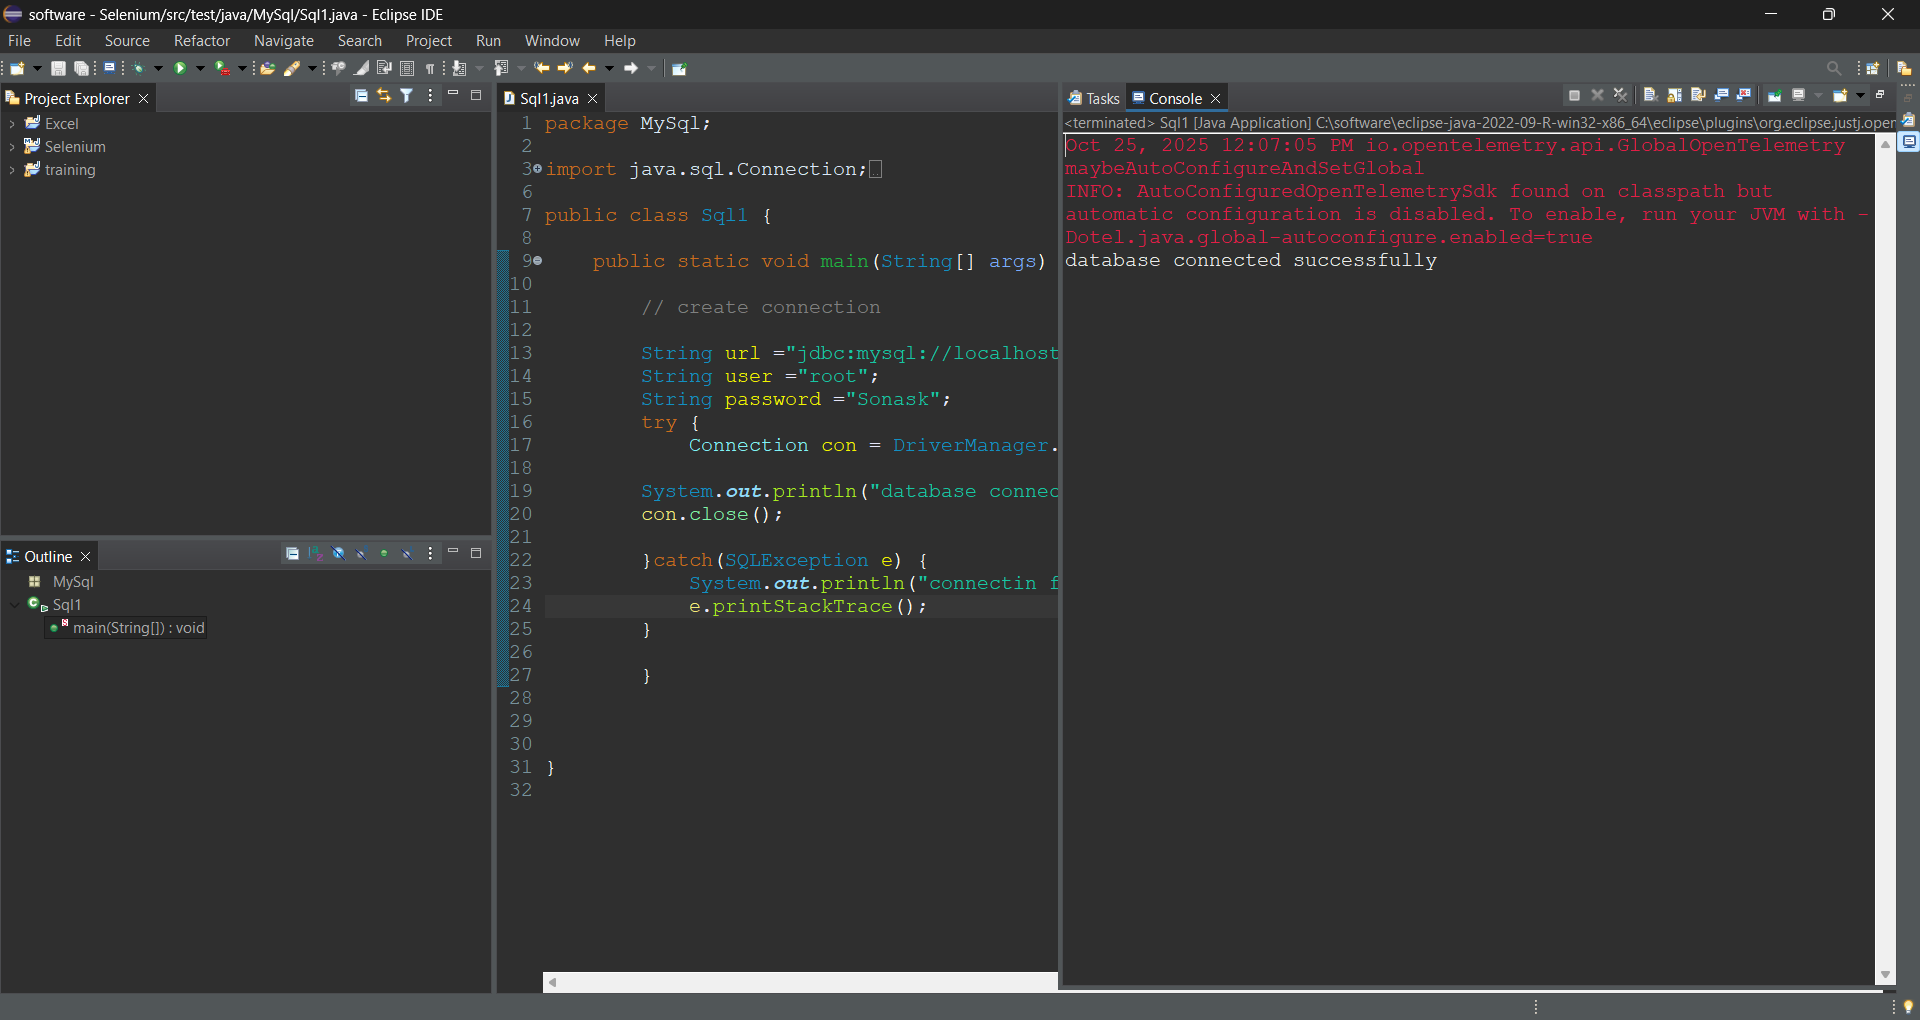 software - Selenium/src/test/java/MySql/Sql1.java - Eclipse IDE
File Edit Source Refactor Navigate Search Project Run Window Help
Project Explorer
Excel
Selenium
training
Outline
MySql
Sql1
main(String[]) : void
Sql1.java
1 package MySql;
2
3 import java.sql.Connection;
6
7 public class Sql1 {
8
9 public static void main(String[] args)
10
11 // create connection
12
13 String url ="jdbc:mysql://localhost
14 String user ="root";
15 String password ="Sonask";
16 try {
17 Connection con = DriverManager.
18
19 System.out.println("database connec
20 con.close();
21
22 }catch(SQLException e) {
23 System.out.println("connectin f
24 e.printStackTrace();
25 }
26
27 }
28
29
30
31 }
32
Tasks Console
<terminated> Sql1 [Java Application] C:\software\eclipse-java-2022-09-R-win32-x86_64\eclipse\plugins\org.eclipse.justj.oper
Oct 25, 2025 12:07:05 PM io.opentelemetry.api.GlobalOpenTelemetry
maybeAutoConfigureAndSetGlobal
INFO: AutoConfiguredOpenTelemetrySdk found on classpath but
automatic configuration is disabled. To enable, run your JVM with -
Dotel.java.global-autoconfigure.enabled=true
database connected successfully